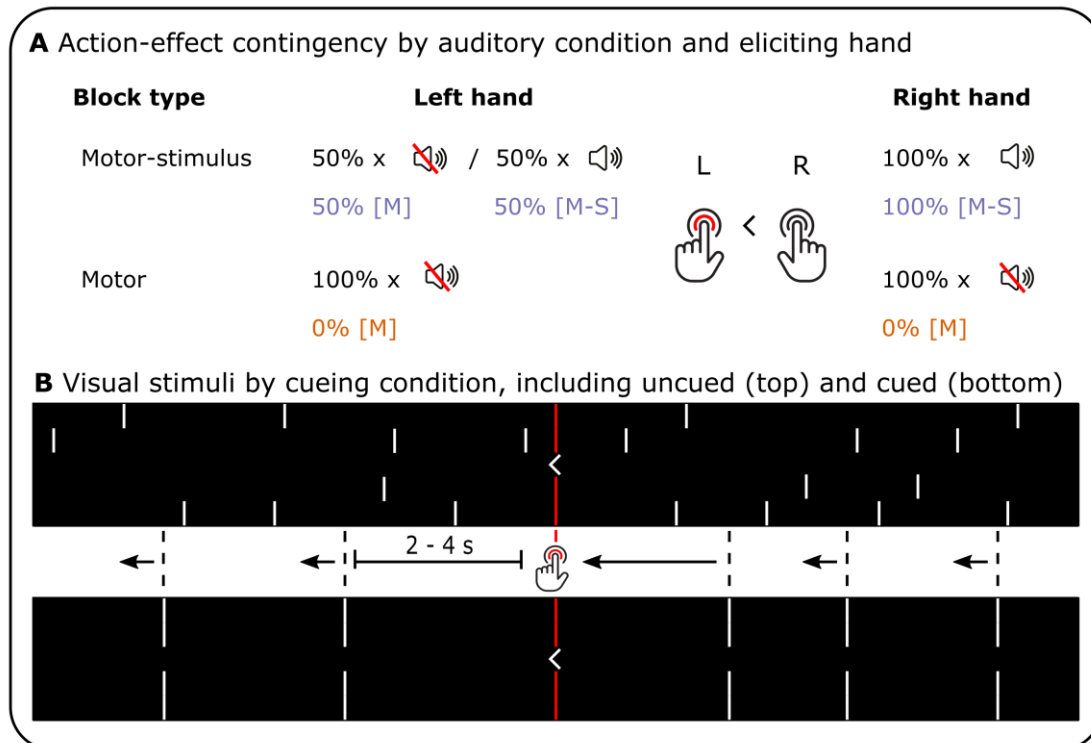 A Action-effect contingency by auditory condition and eliciting hand
Block type Left hand Right hand
Motor-stimulus 50% x / 50% x L R 100% x
50% [M] 50% [M-S] < 100% [M-S]
Motor 100% x 100% x
0% [M] 0% [M]
B Visual stimuli by cueing condition, including uncued (top) and cued (bottom)
<
2 - 4 s
<